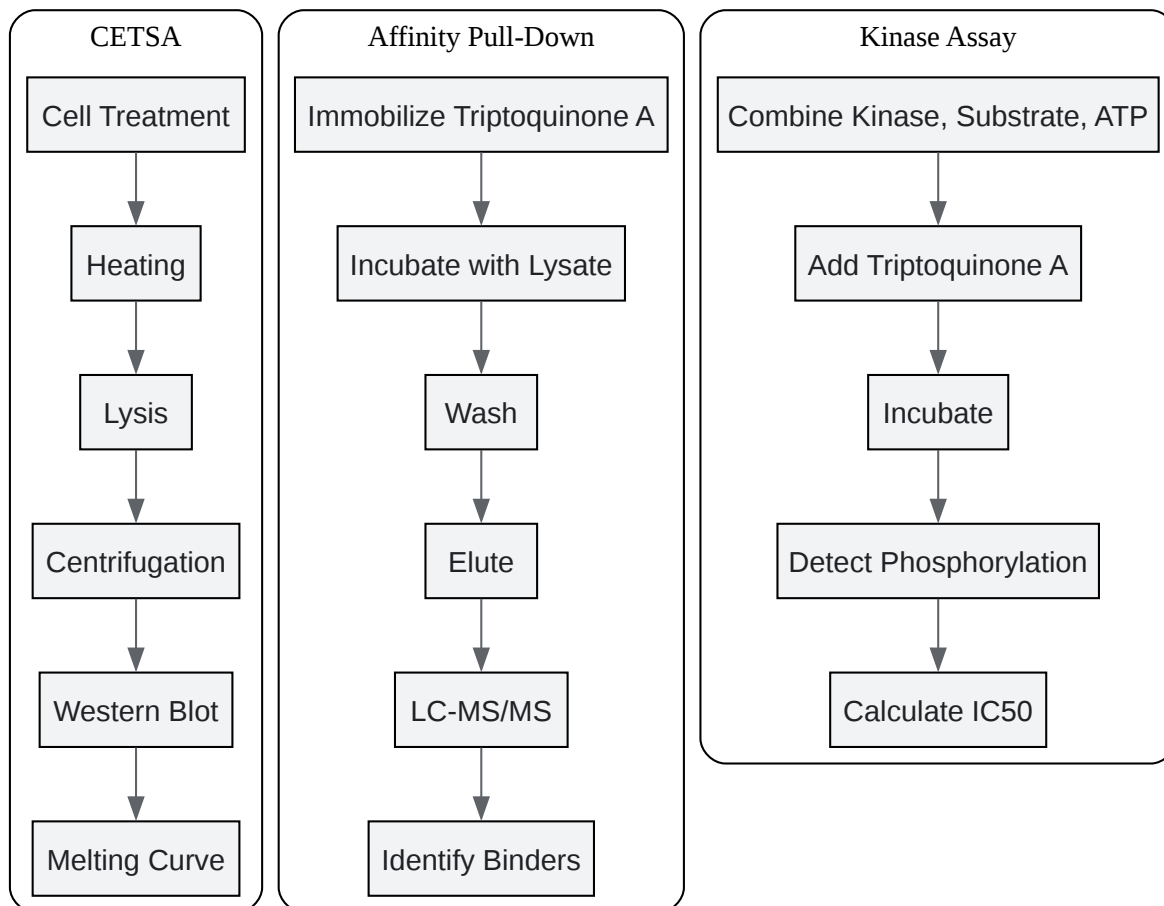 CETSA
Cell Treatment
Heating
Lysis
Centrifugation
Western Blot
Melting Curve
Affinity Pull-Down
Immobilize Triptoquinone A
Incubate with Lysate
Wash
Elute
LC-MS/MS
Identify Binders
Kinase Assay
Combine Kinase, Substrate, ATP
Add Triptoquinone A
Incubate
Detect Phosphorylation
Calculate IC50